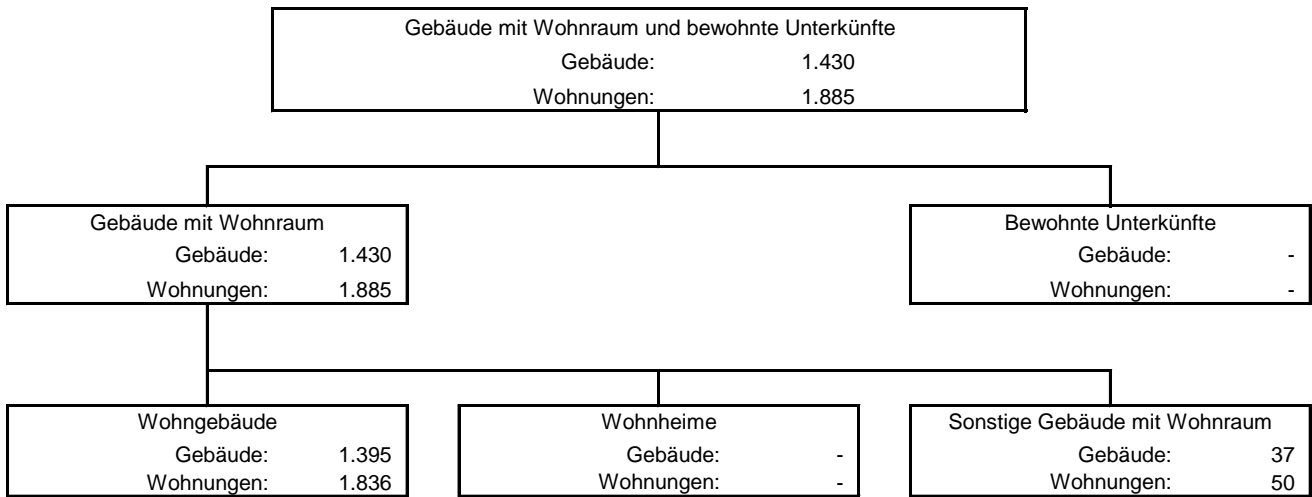 Gebäude mit Wohnraum und bewohnte Unterkünfte
Gebäude: 1.430
Wohnungen: 1.885
Gebäude mit Wohnraum
Gebäude: 1.430
Wohnungen: 1.885
Bewohnte Unterkünfte
Gebäude: -
Wohnungen: -
Wohngebäude
Gebäude: 1.395
Wohnungen: 1.836
Wohnheime
Gebäude: -
Wohnungen: -
Sonstige Gebäude mit Wohnraum
Gebäude: 37
Wohnungen: 50